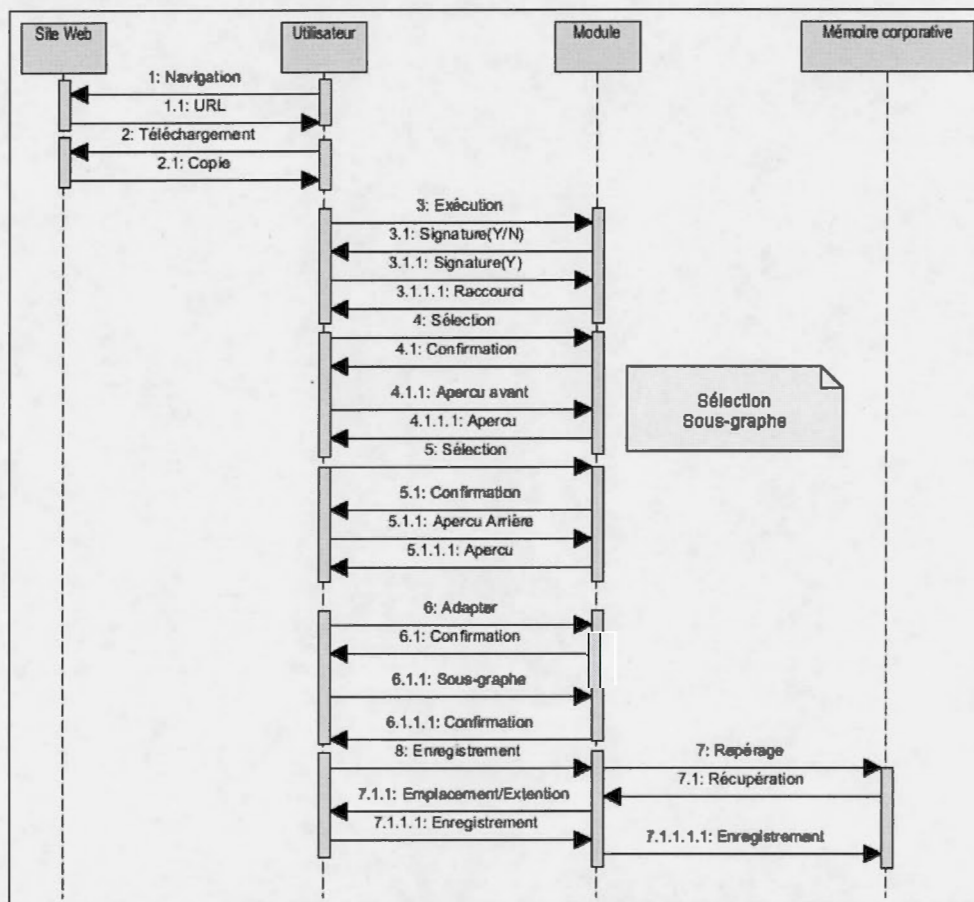 Site Web
Utilisateur
Module
Mémoire corporative
1: Navigation
1.1: URL
2: Téléchargement
2.1: Copie
3: Exécution
3.1: Signature(Y/N)
3.1.1: Signature(Y)
3.1.1.1: Raccourci
4: Sélection
4.1: Confirmation
4.1.1: Apercu avant
4.1.1.1: Apercu
Sélection
Sous-graphe
5: Sélection
5.1: Confirmation
5.1.1: Apercu Arrière
5.1.1.1: Apercu
6: Adapter
6.1: Confirmation
6.1.1: Sous-graphe
6.1.1.1: Confirmation
8: Enregistrement
7: Repérage
7.1: Récupération
7.1.1: Emplacement/Extention
7.1.1.1: Enregistrement
7.1.1.1.1: Enregistrement